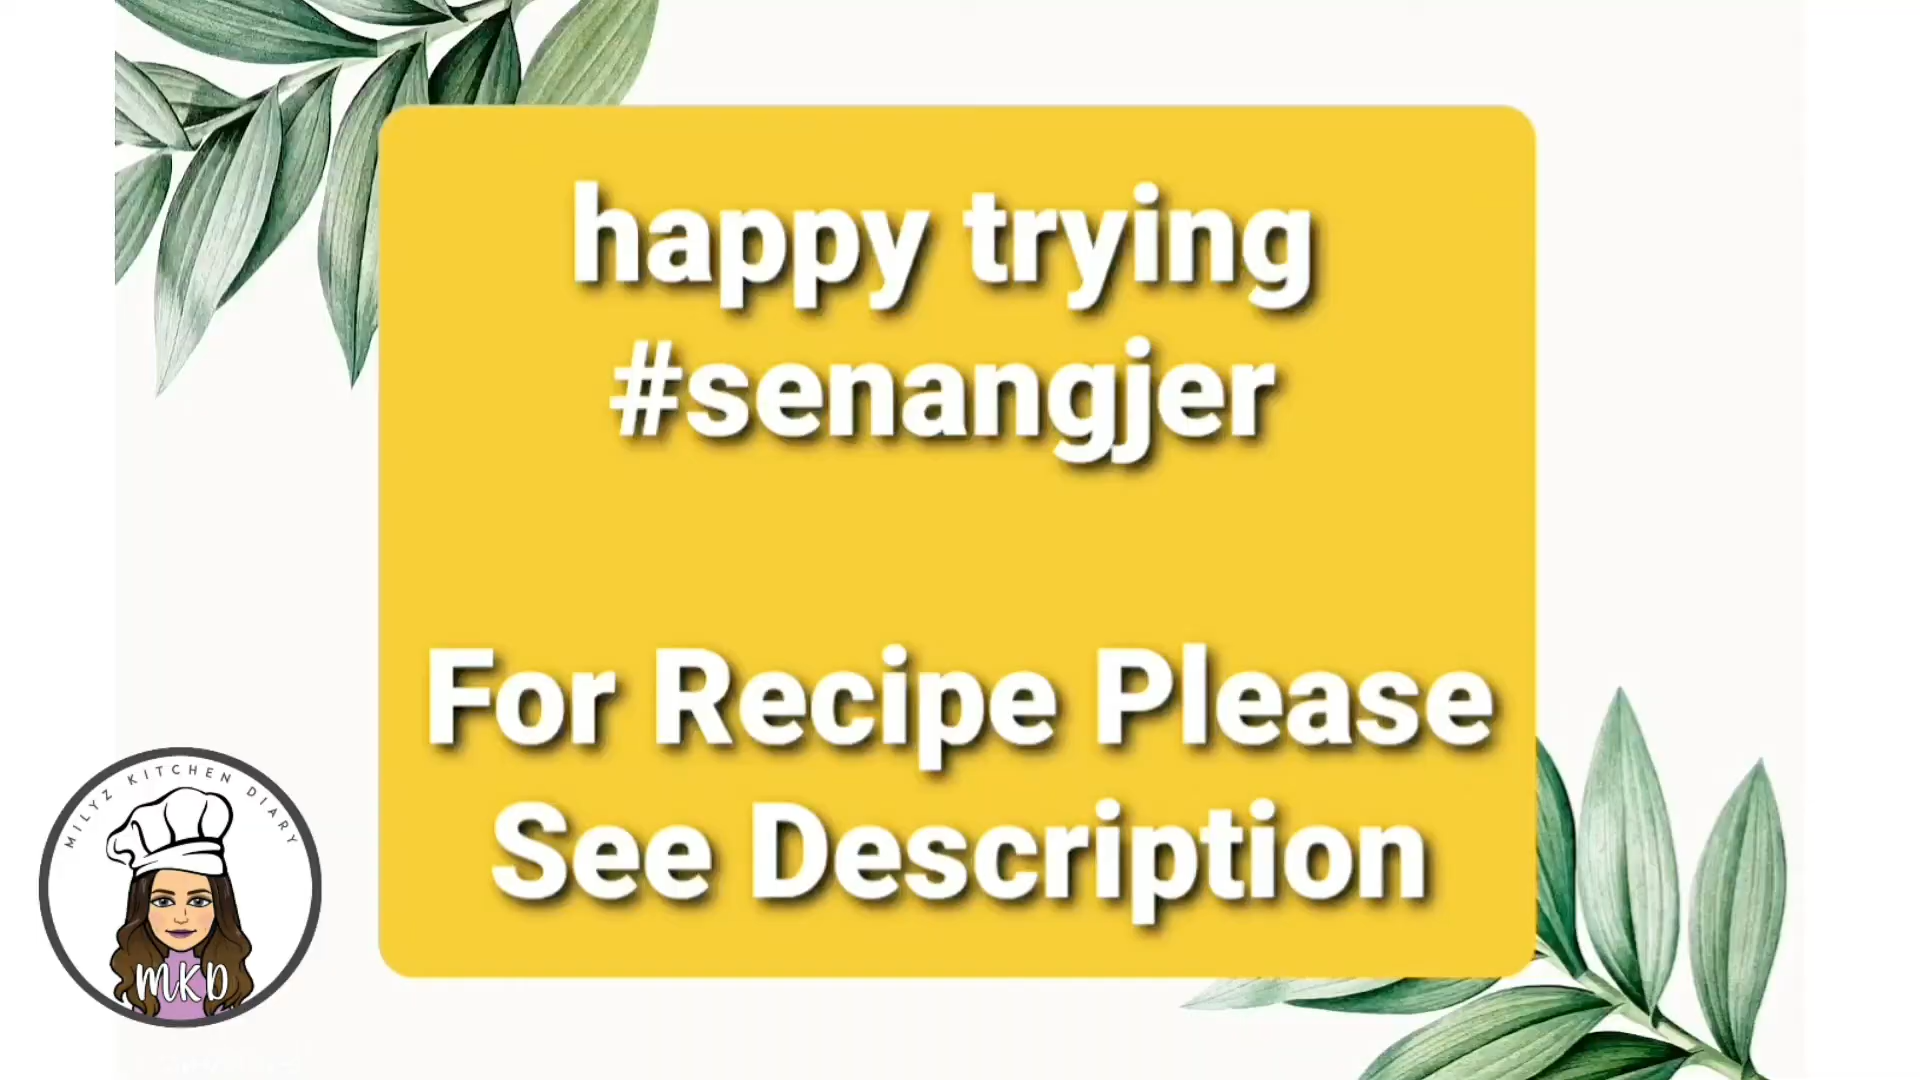 happy trying
#senangjer
For Recipe Please
See Description
MILYZ KITCHEN DIARY
MKD